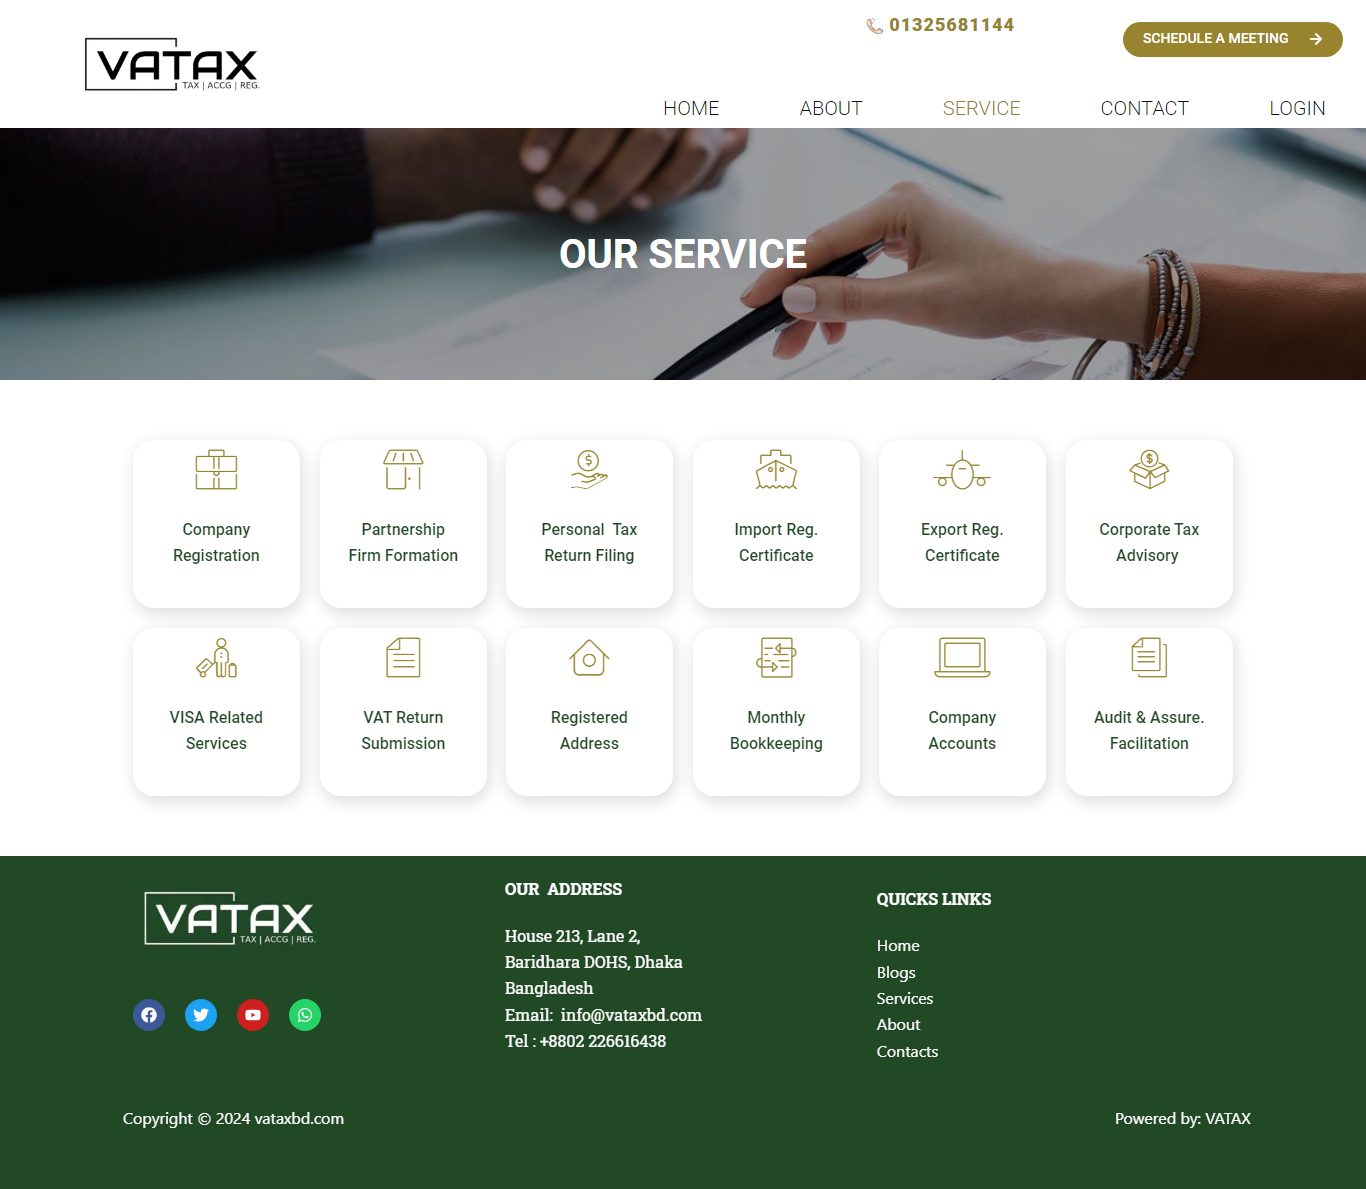 VATAX
TAX | ACCG | REG.
01325681144
SCHEDULE A MEETING
HOME
ABOUT
SERVICE
CONTACT
LOGIN
OUR SERVICE
Company
Registration
Partnership
Firm Formation
Personal  Tax
Return Filing
Import Reg.
Certificate
Export Reg.
Certificate
Corporate Tax
Advisory
VISA Related
Services
VAT Return
Submission
Registered
Address
Monthly
Bookkeeping
Company
Accounts
Audit & Assure.
Facilitation
VATAX
TAX | ACCG | REG.
OUR  ADDRESS
House 213, Lane 2,
Baridhara DOHS, Dhaka
Bangladesh
Email:  info@vataxbd.com
Tel : +8802 226616438
QUICKS LINKS
Home
Blogs
Services
About
Contacts
Copyright © 2024 vataxbd.com
Powered by: VATAX